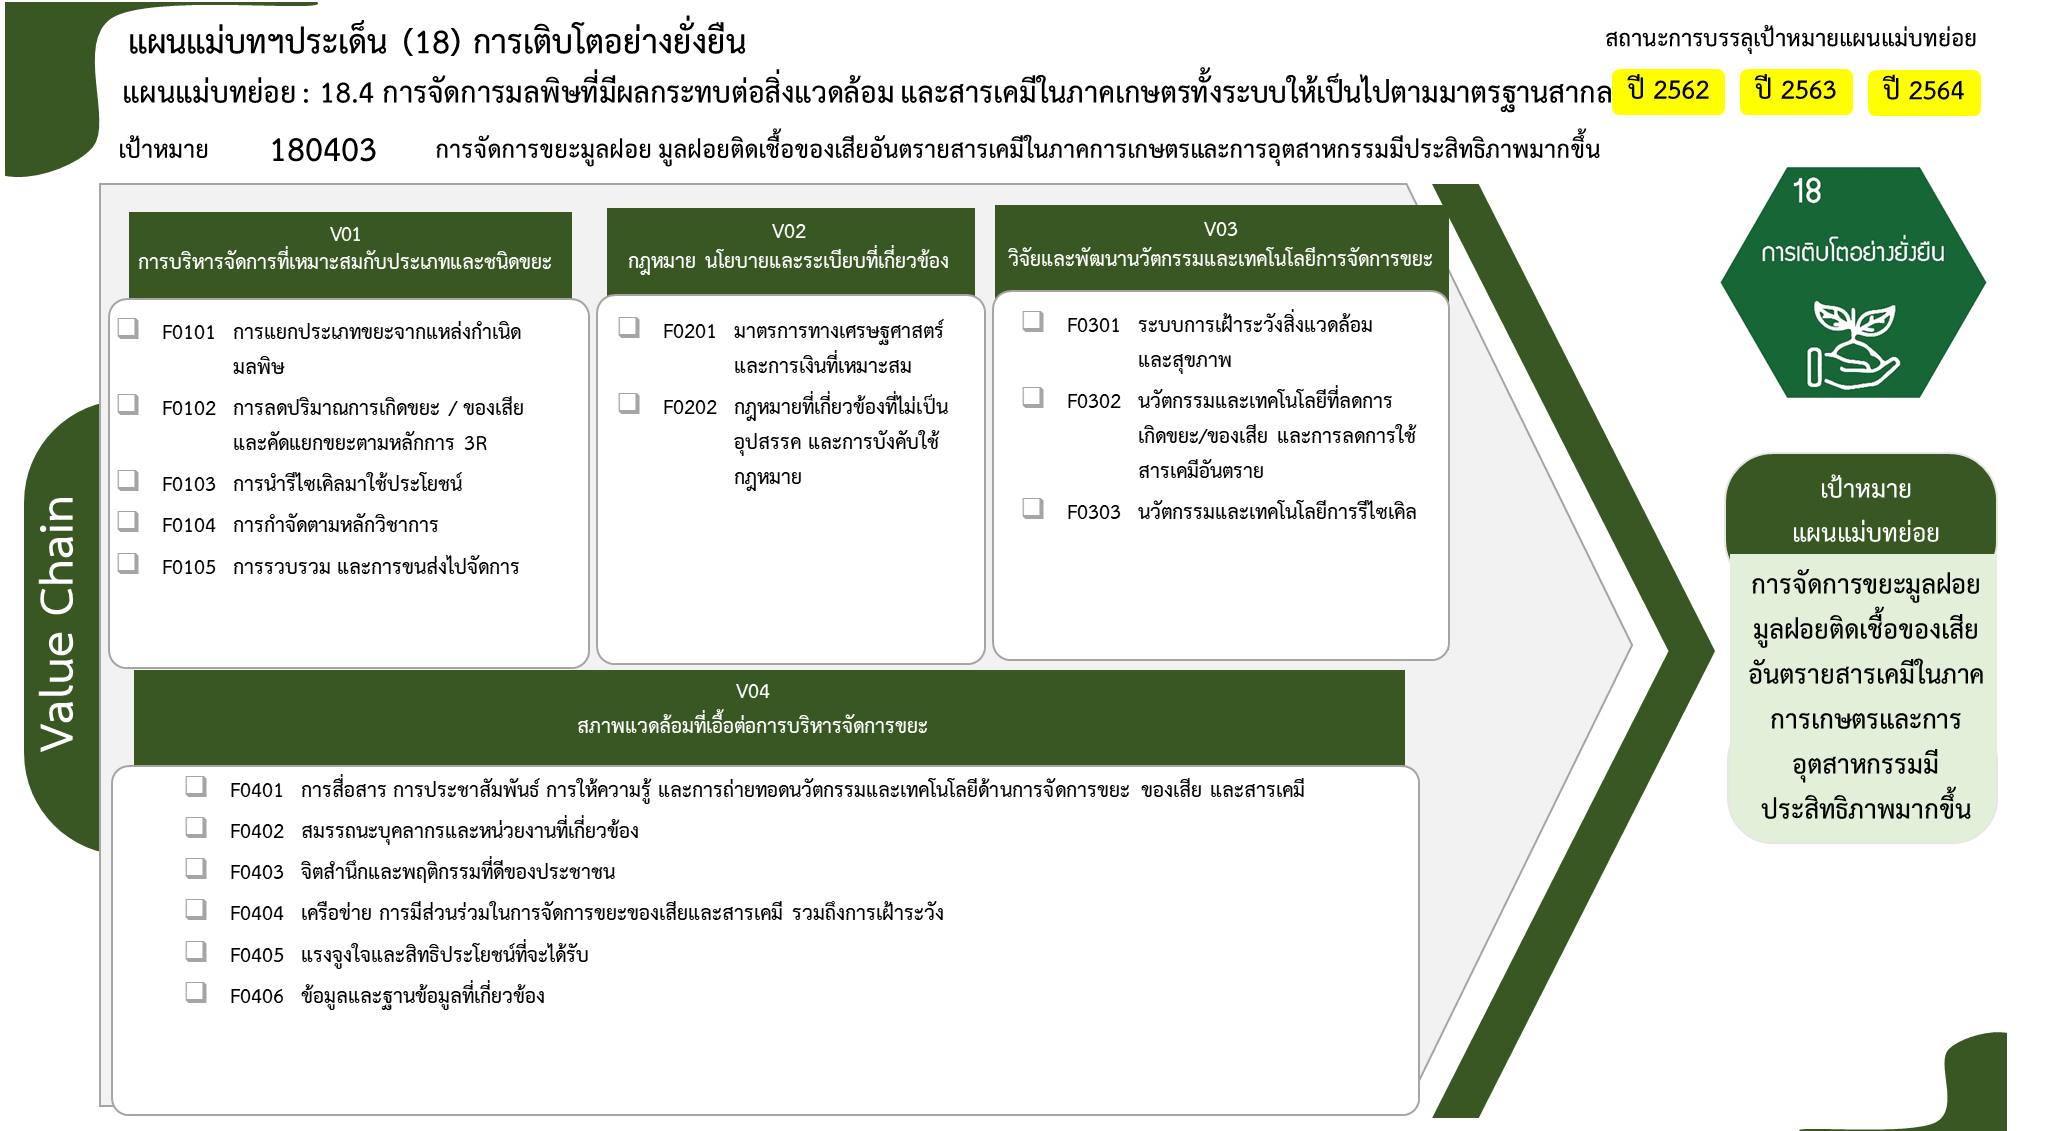 แผนแม่บทฯประเด็น (18) การเติบโตอย่างยั่งยืน
สถานะการบรรลุเป้าหมายแผนแม่บทย่อย
แผนแม่บทย่อย : 18.4 การจัดการมลพิษที่มีผลกระทบต่อสิ่งแวดล้อม และสารเคมีในภาคเกษตรทั้งระบบให้เป็นไปตามมาตรฐานสากล
ปี 2562 ปี 2563 ปี 2564
เป้าหมาย 180403 การจัดการขยะมูลฝอย มูลฝอยติดเชื้อของเสียอันตรายสารเคมีในภาคการเกษตรและการอุตสาหกรรมมีประสิทธิภาพมากขึ้น
Value Chain
V01
การบริหารจัดการที่เหมาะสมกับประเภทและชนิดขยะ
F0101 การแยกประเภทขยะจากแหล่งกำเนิด
มลพิษ
F0102 การลดปริมาณการเกิดขยะ / ของเสีย
และคัดแยกขยะตามหลักการ 3R
F0103 การนำรีไซเคิลมาใช้ประโยชน์
F0104 การกำจัดตามหลักวิชาการ
F0105 การรวบรวม และการขนส่งไปจัดการ
V02
กฎหมาย นโยบายและระเบียบที่เกี่ยวข้อง
F0201 มาตรการทางเศรษฐศาสตร์
และการเงินที่เหมาะสม
F0202 กฎหมายที่เกี่ยวข้องที่ไม่เป็น
อุปสรรค และการบังคับใช้
กฎหมาย
V03
วิจัยและพัฒนานวัตกรรมและเทคโนโลยีการจัดการขยะ
F0301 ระบบการเฝ้าระวังสิ่งแวดล้อม
และสุขภาพ
F0302 นวัตกรรมและเทคโนโลยีที่ลดการ
เกิดขยะ/ของเสีย และการลดการใช้
สารเคมีอันตราย
F0303 นวัตกรรมและเทคโนโลยีการรีไซเคิล
V04
สภาพแวดล้อมที่เอื้อต่อการบริหารจัดการขยะ
F0401 การสื่อสาร การประชาสัมพันธ์ การให้ความรู้ และการถ่ายทอดนวัตกรรมและเทคโนโลยีด้านการจัดการขยะ ของเสีย และสารเคมี
F0402 สมรรถนะบุคลากรและหน่วยงานที่เกี่ยวข้อง
F0403 จิตสำนึกและพฤติกรรมที่ดีของประชาชน
F0404 เครือข่าย การมีส่วนร่วมในการจัดการขยะของเสียและสารเคมี รวมถึงการเฝ้าระวัง
F0405 แรงจูงใจและสิทธิประโยชน์ที่จะได้รับ
F0406 ข้อมูลและฐานข้อมูลที่เกี่ยวข้อง
18
การเติบโตอย่างยั่งยืน
เป้าหมาย
แผนแม่บทย่อย
การจัดการขยะมูลฝอย
มูลฝอยติดเชื้อของเสีย
อันตรายสารเคมีในภาค
การเกษตรและการ
อุตสาหกรรมมี
ประสิทธิภาพมากขึ้น